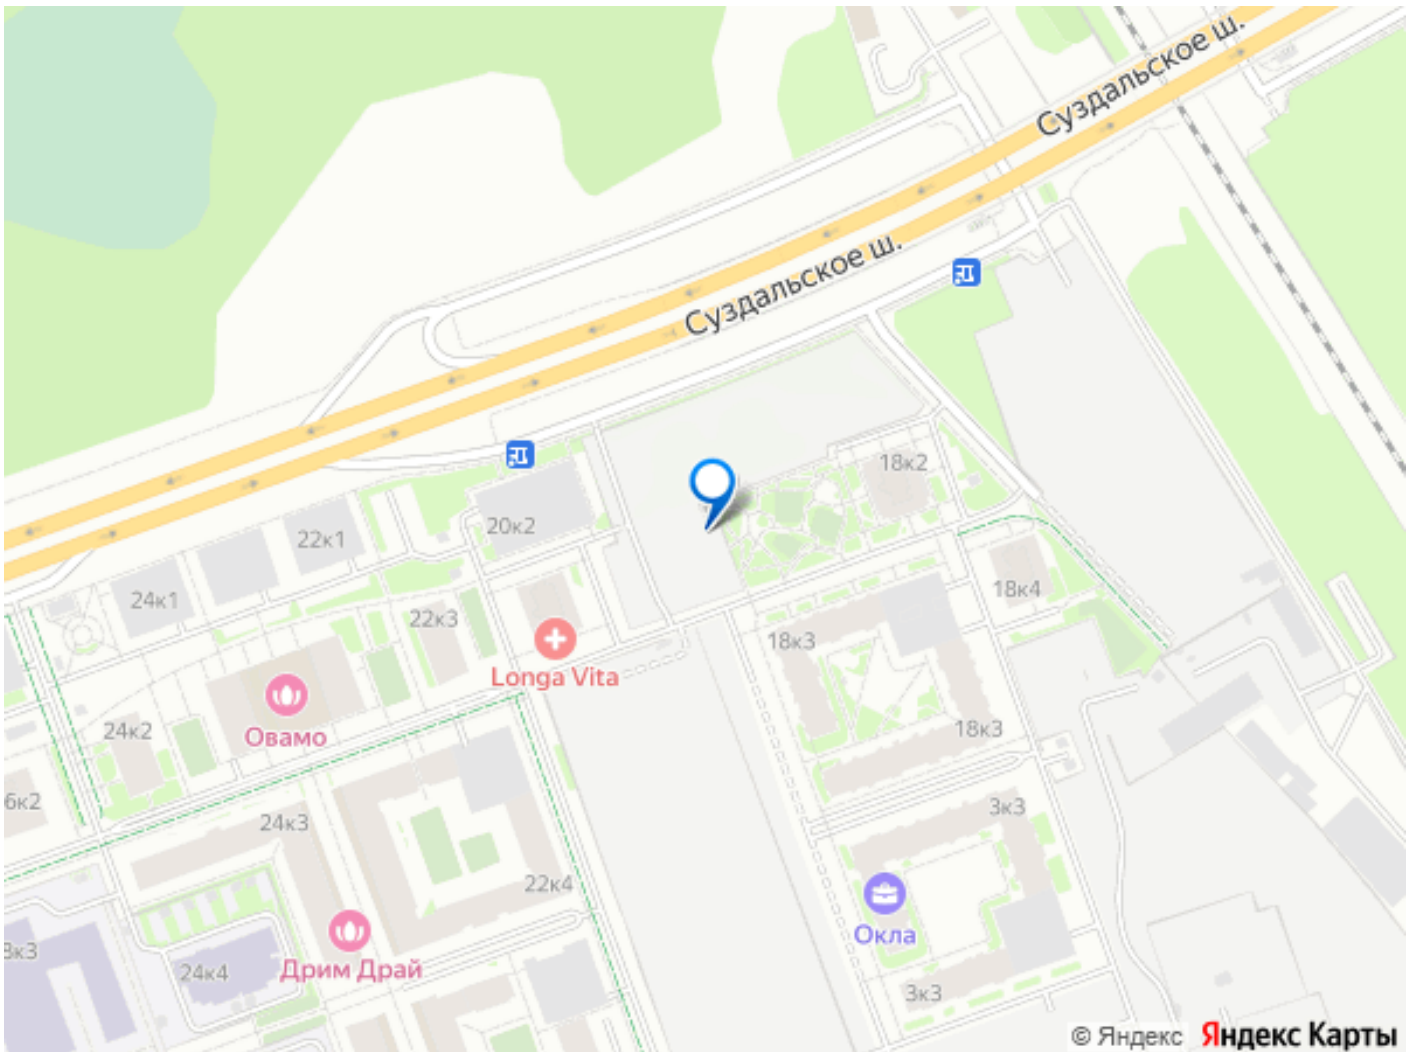 Суздальское ш.
Суздальское ш.
18к2
20к2
22к1
18к4
24к1
22к3
18к3
Longa Vita
24к2
Овамо
18к3
6к2
3к3
24к3
22к4
Окла
8к3
24к4
Дрим Драй
3к3
© Яндекс Яндекс Карты